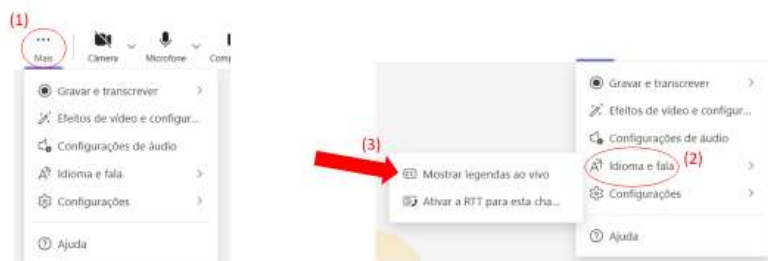 (1)
...
Mais
Câmera
Microfone
Comp
Gravar e transcrever
Efeitos de vídeo e configur...
Configurações de áudio
Idioma e fala
Configurações
Ajuda
Gravar e transcrever
Efeitos de vídeo e configur...
Configurações de áudio
(3)
CC Mostrar legendas ao vivo
Ativar a RTT para esta cha...
Idioma e fala
(2)
Configurações
Ajuda